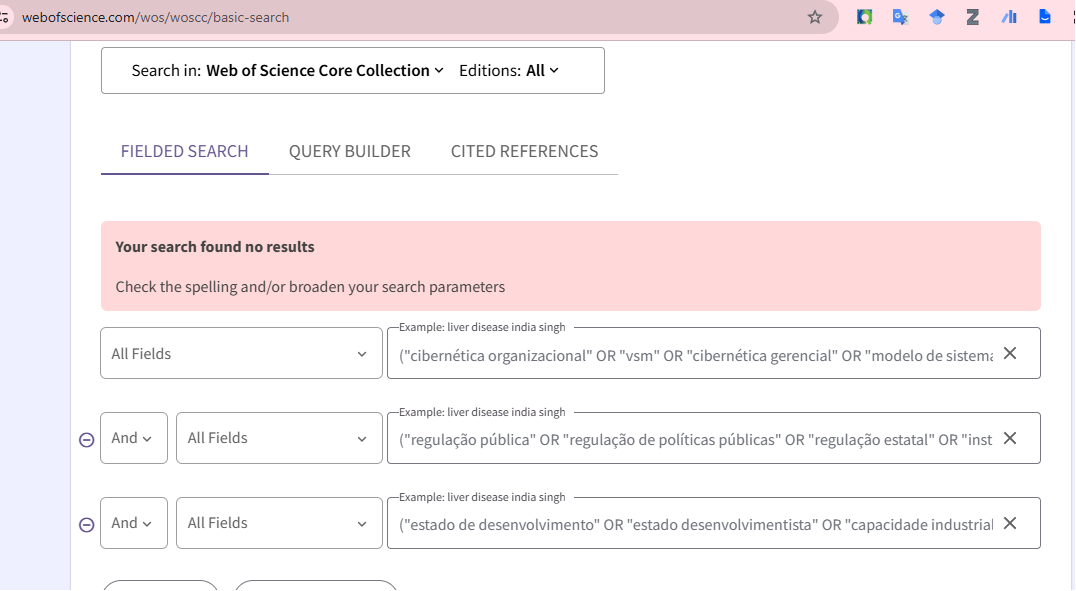 webofscience.com/wos/woscc/basic-search
Search in: Web of Science Core Collection Editions: All
FIELDED SEARCH QUERY BUILDER CITED REFERENCES
Your search found no results
Check the spelling and/or broaden your search parameters
Example: liver disease india singh
All Fields ("cibernética organizacional" OR "vsm" OR "cibernética gerencial" OR "modelo de sistema
Example: liver disease india singh
And All Fields ("regulação pública" OR "regulação de políticas públicas" OR "regulação estatal" OR "inst
Example: liver disease india singh
And All Fields ("estado de desenvolvimento" OR "estado desenvolvimentista" OR "capacidade industrial